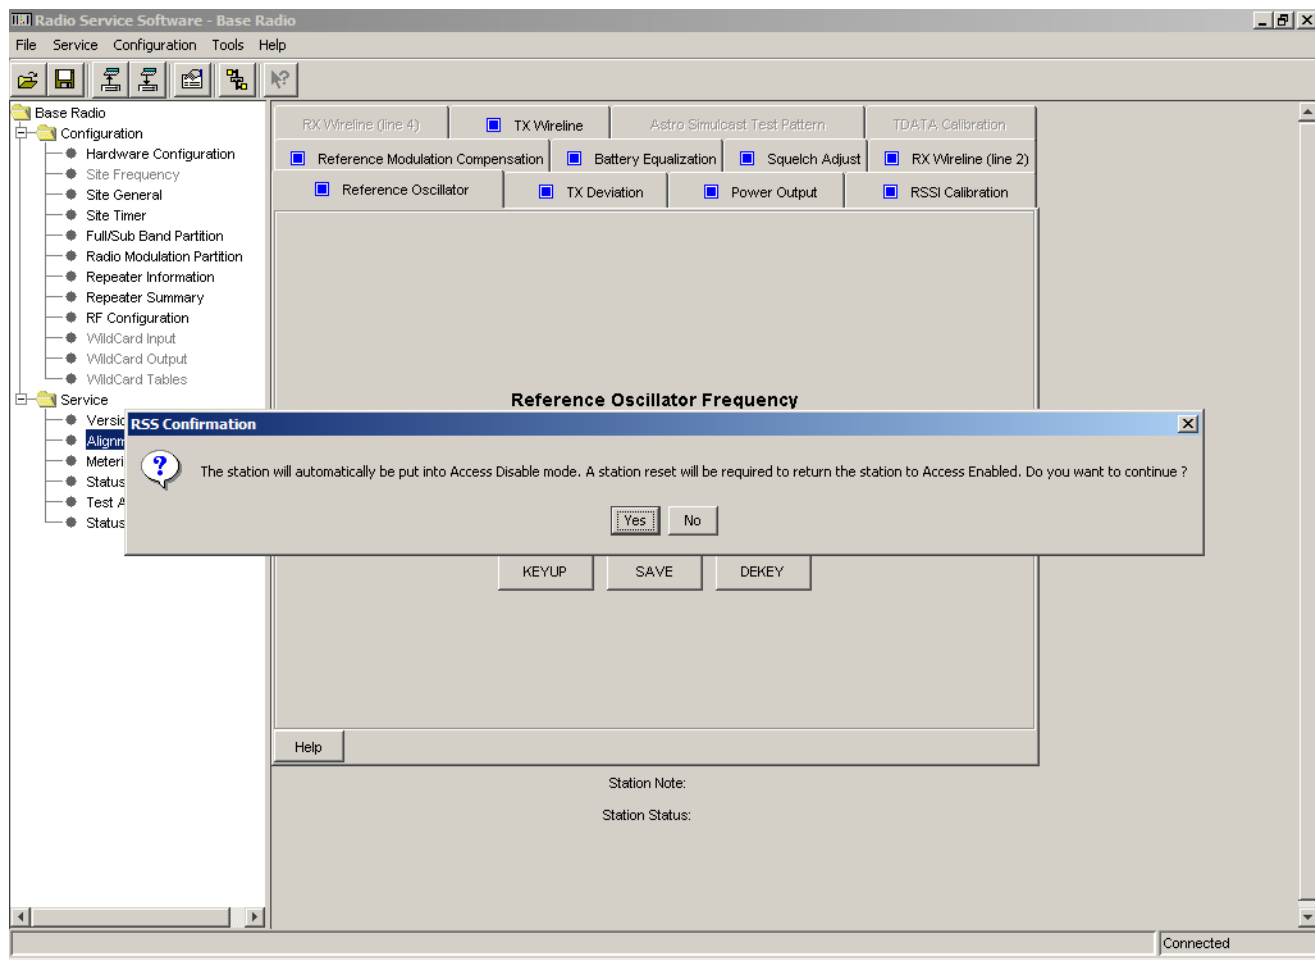 Radio Service Software - Base Radio
File Service Configuration Tools Help
Base Radio
Configuration
Hardware Configuration
Site Frequency
Site General
Site Timer
Full/Sub Band Partition
Radio Modulation Partition
Repeater Information
Repeater Summary
RF Configuration
WildCard Input
WildCard Output
WildCard Tables
Service
Versio
Alignm
Meteri
Status
Test A
Status
RX Wireline (line 4) TX Wireline Astro Simulcast Test Pattern TDATA Calibration
Reference Modulation Compensation Battery Equalization Squelch Adjust RX Wireline (line 2)
Reference Oscillator TX Deviation Power Output RSSI Calibration
Reference Oscillator Frequency
RSS Confirmation
The station will automatically be put into Access Disable mode. A station reset will be required to return the station to Access Enabled. Do you want to continue ?
Yes No
KEYUP SAVE DEKEY
Help
Station Note:
Station Status:
Connected